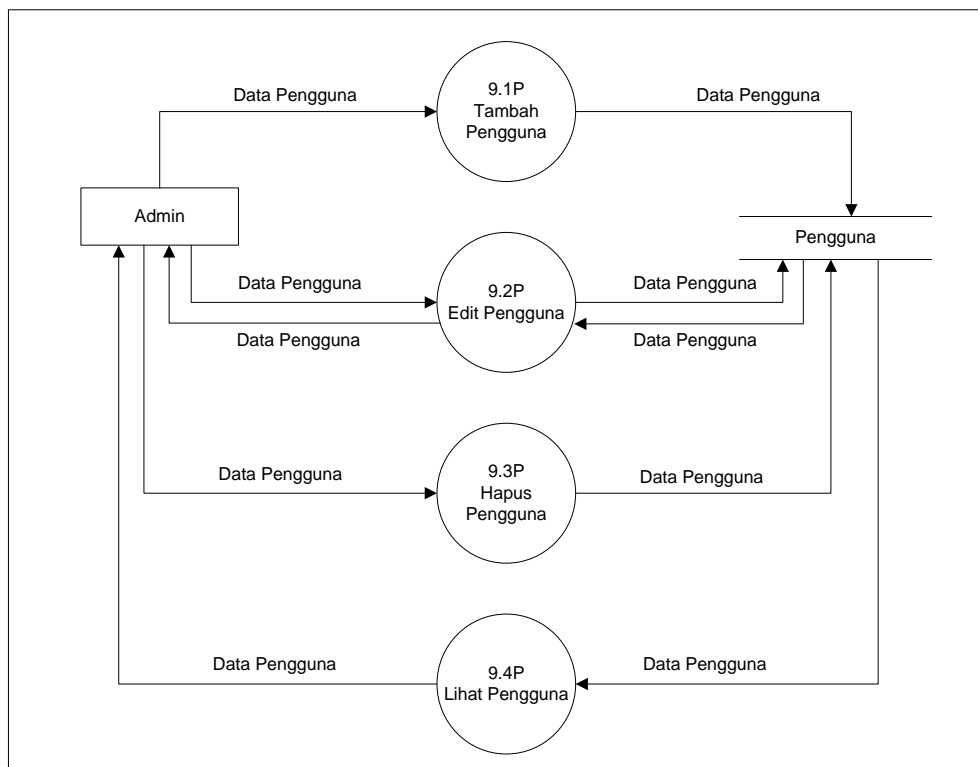 9.1P
Tambah
Pengguna
Data Pengguna
Data Pengguna
Admin
Pengguna
9.2P
Edit Pengguna
Data Pengguna
Data Pengguna
Data Pengguna
Data Pengguna
9.3P
Hapus
Pengguna
Data Pengguna
Data Pengguna
9.4P
Lihat Pengguna
Data Pengguna
Data Pengguna